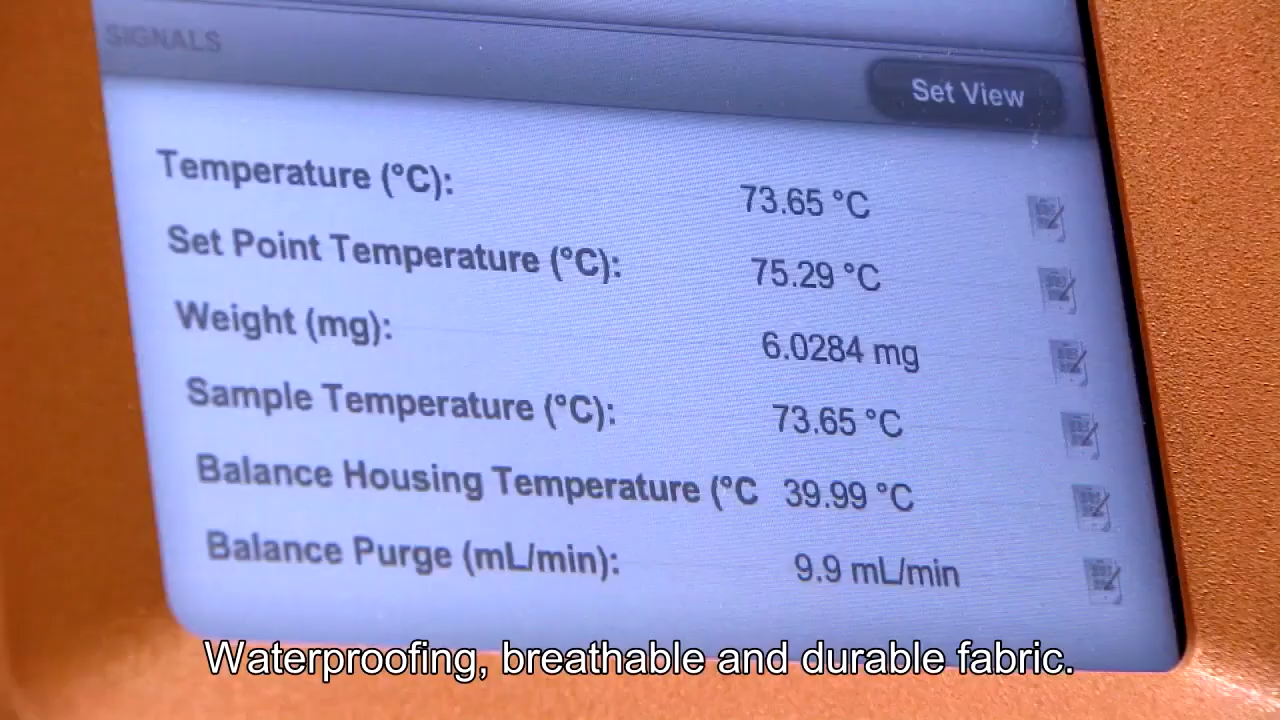 SIGNALS
Set View
Temperature (°C): 73.65 °C
Set Point Temperature (°C): 75.29 °C
Weight (mg): 6.0284 mg
Sample Temperature (°C): 73.65 °C
Balance Housing Temperature (°C 39.99 °C
Balance Purge (mL/min): 9.9 mL/min
Waterproofing, breathable and durable fabric.